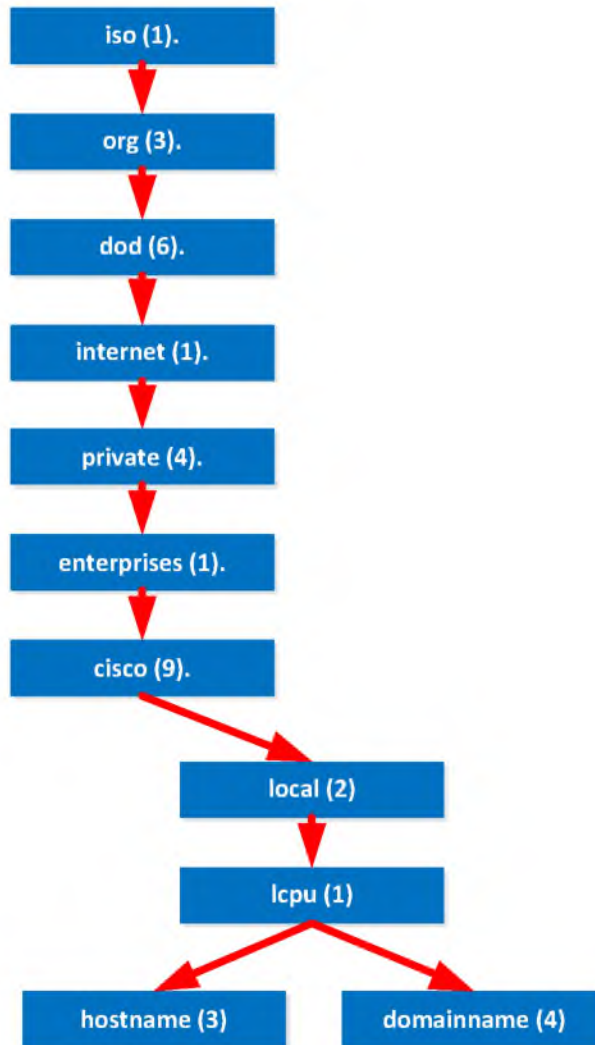 iso (1).
org (3).
dod (6).
internet (1).
private (4).
enterprises (1).
cisco (9).
local (2)
lcpu (1)
hostname (3)
domainname (4)